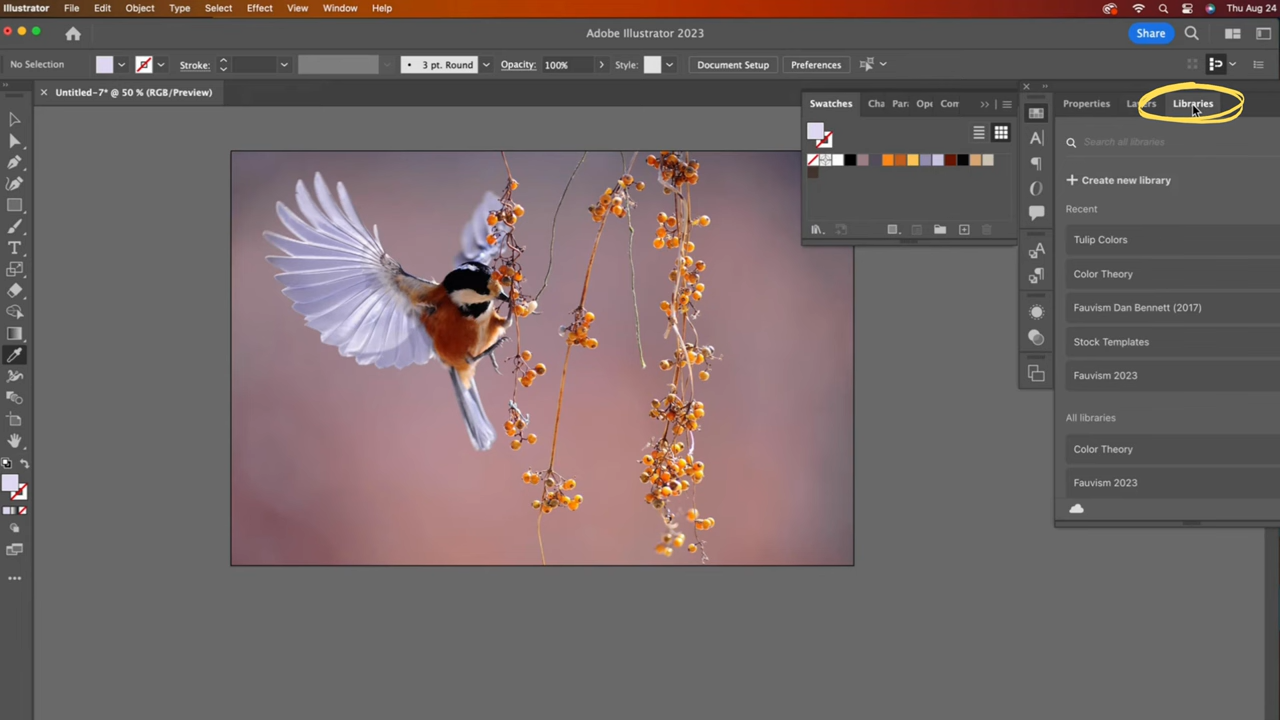 Illustrator File Edit Object Type Select Effect View Window Help Thu Aug 24
Adobe Illustrator 2023 Share
No Selection Stroke: 3 pt. Round Opacity: 100% Style: Document Setup Preferences
Untitled-7* @ 50 % (RGB/Preview)
Swatches Cha Par Ope Com
Properties Layers Libraries
Search all libraries
Create new library
Recent
Tulip Colors
Color Theory
Fauvism Dan Bennett (2017)
Stock Templates
Fauvism 2023
All libraries
Color Theory
Fauvism 2023